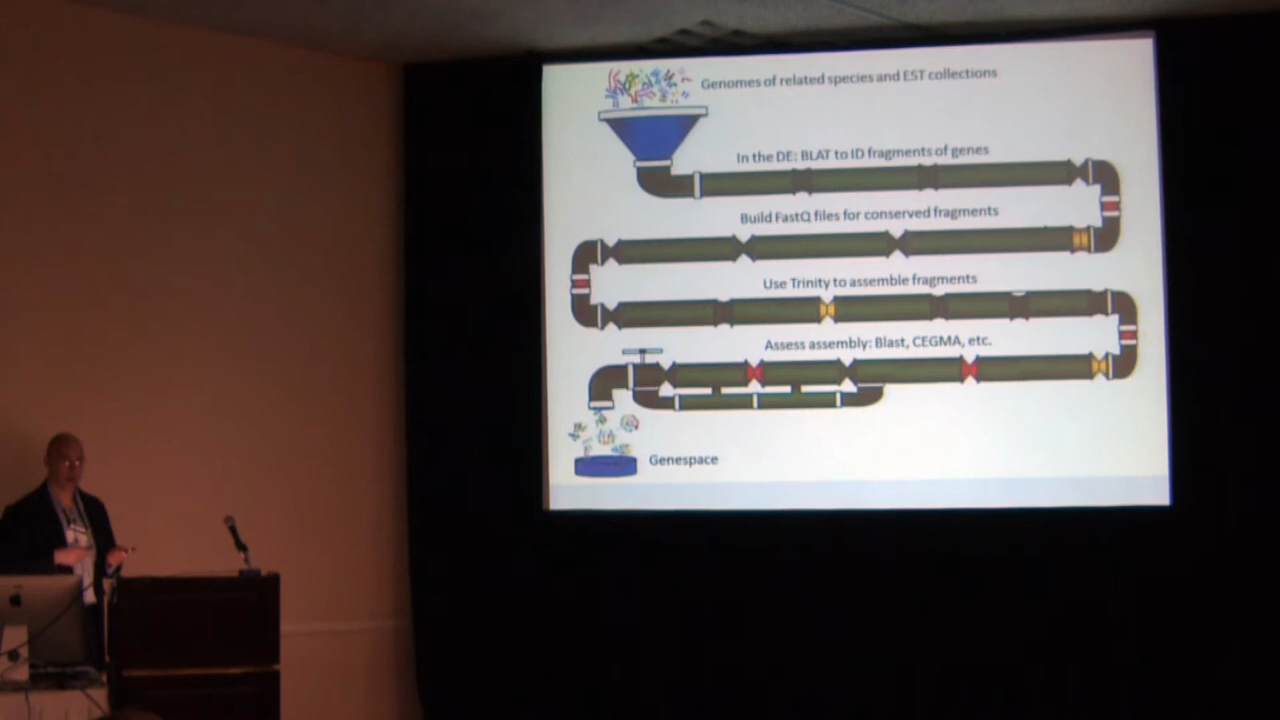 Genomes of related species and EST collections
In the DE: BLAT to ID fragments of genes
Build FastQ files for conserved fragments
Use Trinity to assemble fragments
Assess assembly: Blast, CEGMA, etc.
Genespace